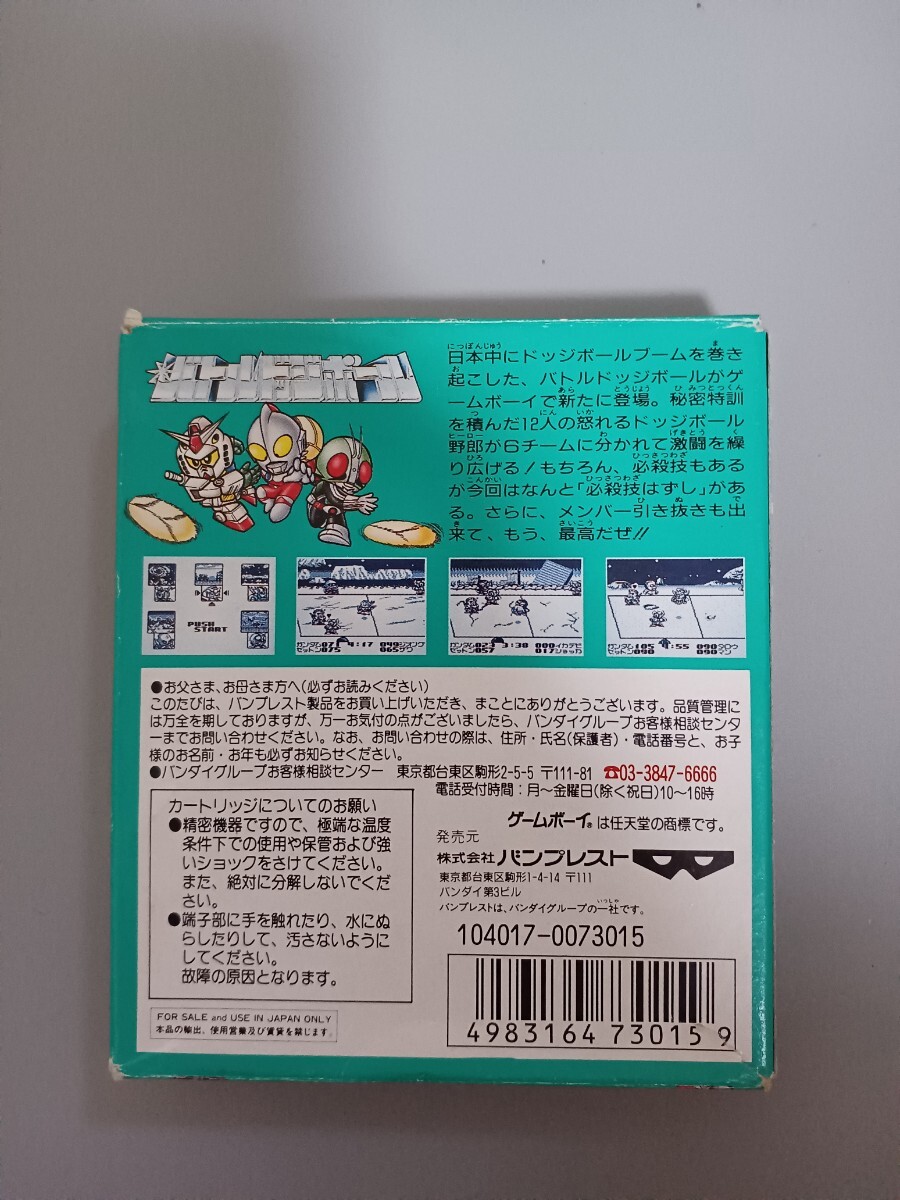 バトルドッジボール
日本中にドッジボールブームを巻き
起こした、バトルドッジボールがゲ
ームボーイで新たに登場。秘密特訓
を積んだ12人の怒れるドッジボール
野郎が6チームに分かれて激闘を繰
り広げる！もちろん、必殺技もある
が今回はなんと「必殺技はずし」があ
る。さらに、メンバー引き抜きも出
来て、もう、最高だぜ!!
PUSH
START
●お父さま、お母さま方へ(必ずお読みください)
このたびは、バンプレスト製品をお買い上げいただき、まことにありがとうございます。品質管理に
は万全を期しておりますが、万一お気付の点がございましたら、バンダイグループお客様相談センタ
ーまでお問い合わせください。なお、お問い合わせの際は、住所・氏名(保護者)・電話番号と、お子
様のお名前・お年も必ずお知らせください。
●バンダイグループお客様相談センター 東京都台東区駒形2-5-5 〒111-81 ☎03-3847-6666
電話受付時間：月〜金曜日(除く祝日)10〜16時
カートリッジについてのお願い
●精密機器ですので、極端な温度
条件下での使用や保管および強
いショックをさけてください。
また、絶対に分解しないでくだ
さい。
●端子部に手を触れたり、水にぬ
らしたりして、汚さないように
してください。
故障の原因となります。
FOR SALE and USE IN JAPAN ONLY
本品の輸出、使用営業及び賃貸を禁じます。
ゲームボーイ®は任天堂の商標です。
発売元
株式会社 バンプレスト
東京都台東区駒形1-4-14 〒111
バンダイ第3ビル
バンプレストは、バンダイグループの一社です。
104017-0073015
4983164730159